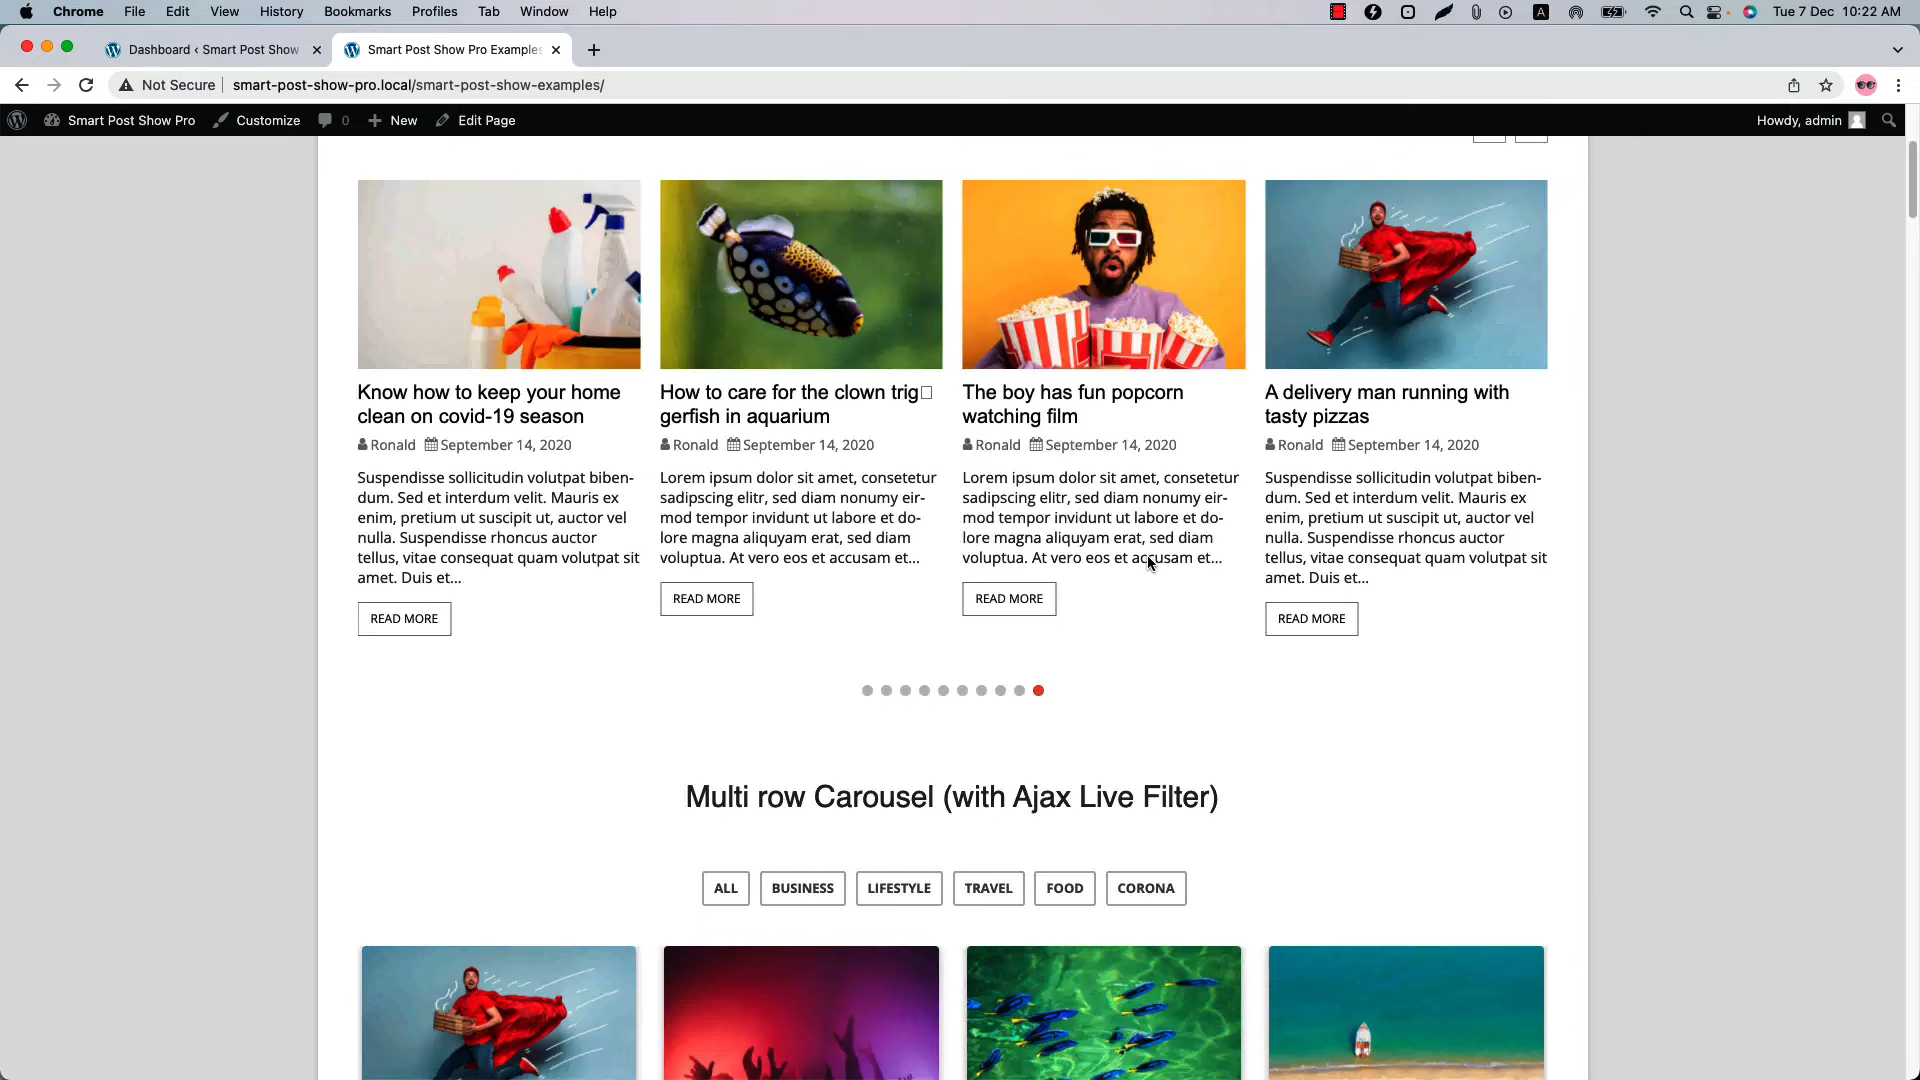 Chrome File Edit View History Bookmarks Profiles Tab Window Help A Tue 7 Dec 10:22 AM
Dashboard ‹ Smart Post Show Smart Post Show Pro Examples
Not Secure smart-post-show-pro.local/smart-post-show-examples/
Smart Post Show Pro Customize 0 New Edit Page Howdy, admin
Know how to keep your home
clean on covid-19 season
Ronald September 14, 2020
Suspendisse sollicitudin volutpat biben-
dum. Sed et interdum velit. Mauris ex
enim, pretium ut suscipit ut, auctor vel
nulla. Suspendisse rhoncus auctor
tellus, vitae consequat quam volutpat sit
amet. Duis et...
READ MORE
How to care for the clown trig
gerfish in aquarium
Ronald September 14, 2020
Lorem ipsum dolor sit amet, consetetur
sadipscing elitr, sed diam nonumy eir-
mod tempor invidunt ut labore et do-
lore magna aliquyam erat, sed diam
voluptua. At vero eos et accusam et...
READ MORE
The boy has fun popcorn
watching film
Ronald September 14, 2020
Lorem ipsum dolor sit amet, consetetur
sadipscing elitr, sed diam nonumy eir-
mod tempor invidunt ut labore et do-
lore magna aliquyam erat, sed diam
voluptua. At vero eos et accusam et...
READ MORE
A delivery man running with
tasty pizzas
Ronald September 14, 2020
Suspendisse sollicitudin volutpat biben-
dum. Sed et interdum velit. Mauris ex
enim, pretium ut suscipit ut, auctor vel
nulla. Suspendisse rhoncus auctor
tellus, vitae consequat quam volutpat sit
amet. Duis et...
READ MORE
Multi row Carousel (with Ajax Live Filter)
ALL BUSINESS LIFESTYLE TRAVEL FOOD CORONA